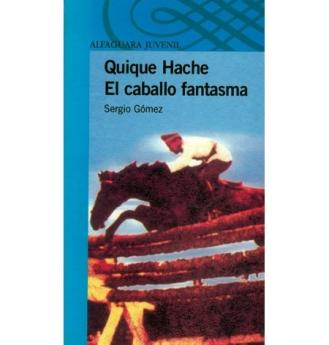 ALFAGUARA JUVENIL
Quique Hache
El caballo fantasma
Sergio Gómez